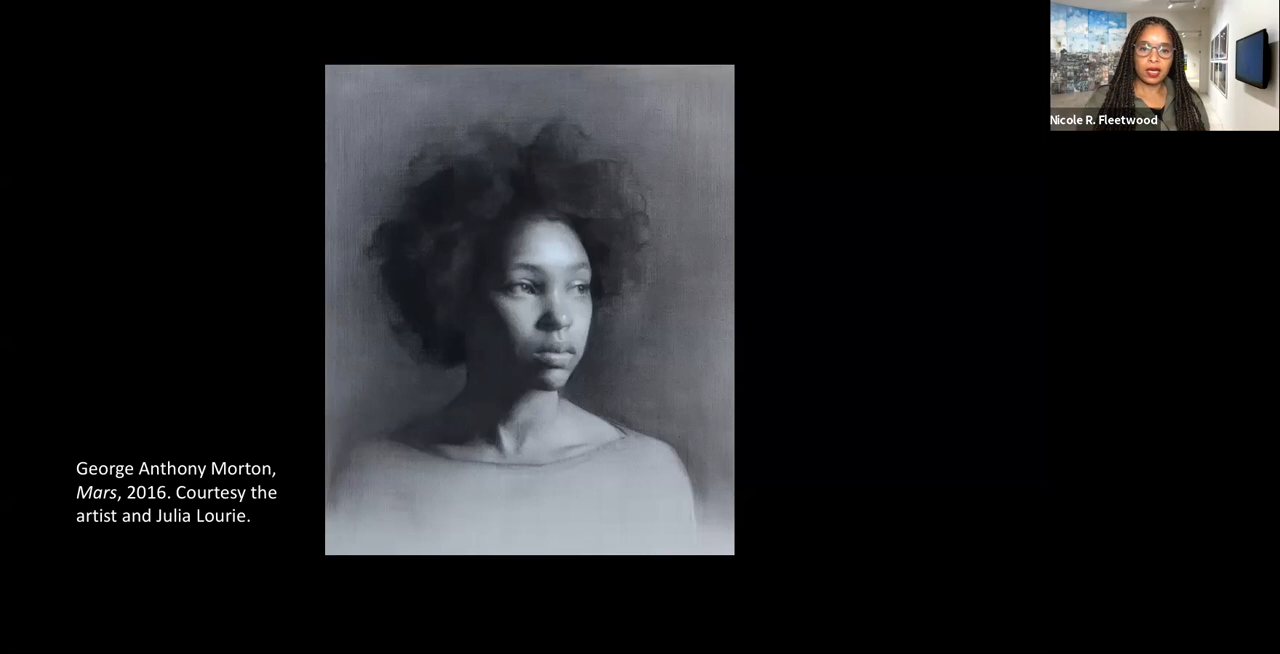 Nicole R. Fleetwood
George Anthony Morton,
Mars, 2016. Courtesy the
artist and Julia Lourie.